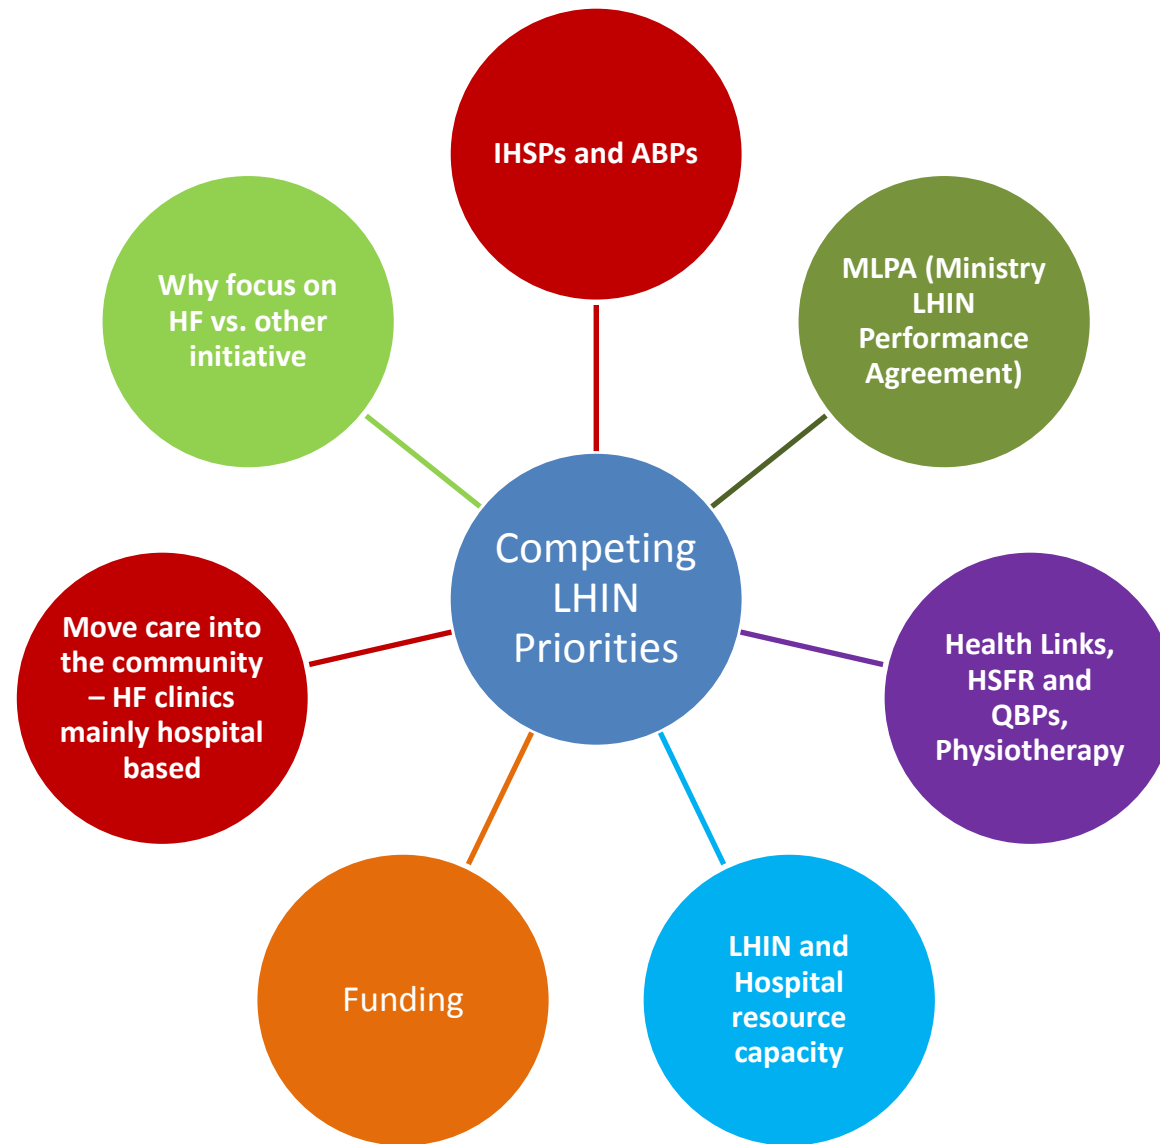 IHSPs and ABPs
MLPA (Ministry
LHIN
Performance
Agreement)
Health Links,
HSFR and
QBPs,
Physiotherapy
LHIN and
Hospital
resource
capacity
Funding
Move care into
the community
– HF clinics
mainly hospital
based
Why focus on
HF vs. other
initiative
Competing
LHIN
Priorities